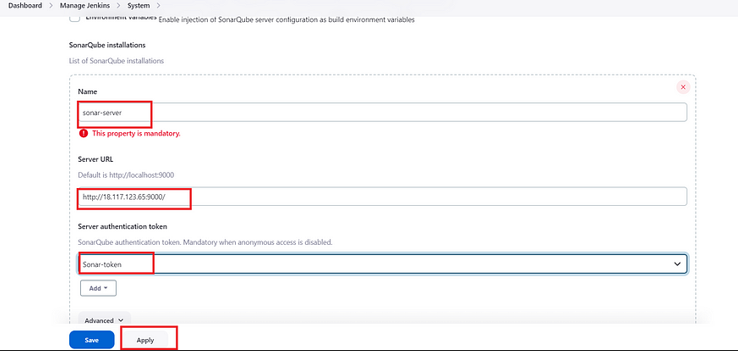 Dashboard > Manage Jenkins > System >
Environment variables Enable injection of SonarQube server configuration as build environment variables
SonarQube installations
List of SonarQube installations
Name
sonar-server
This property is mandatory.
Server URL
Default is http://localhost:9000
http://18.117.123.65:9000/
Server authentication token
SonarQube authentication token. Mandatory when anonymous access is disabled.
Sonar-token
Add
Advanced
Save Apply